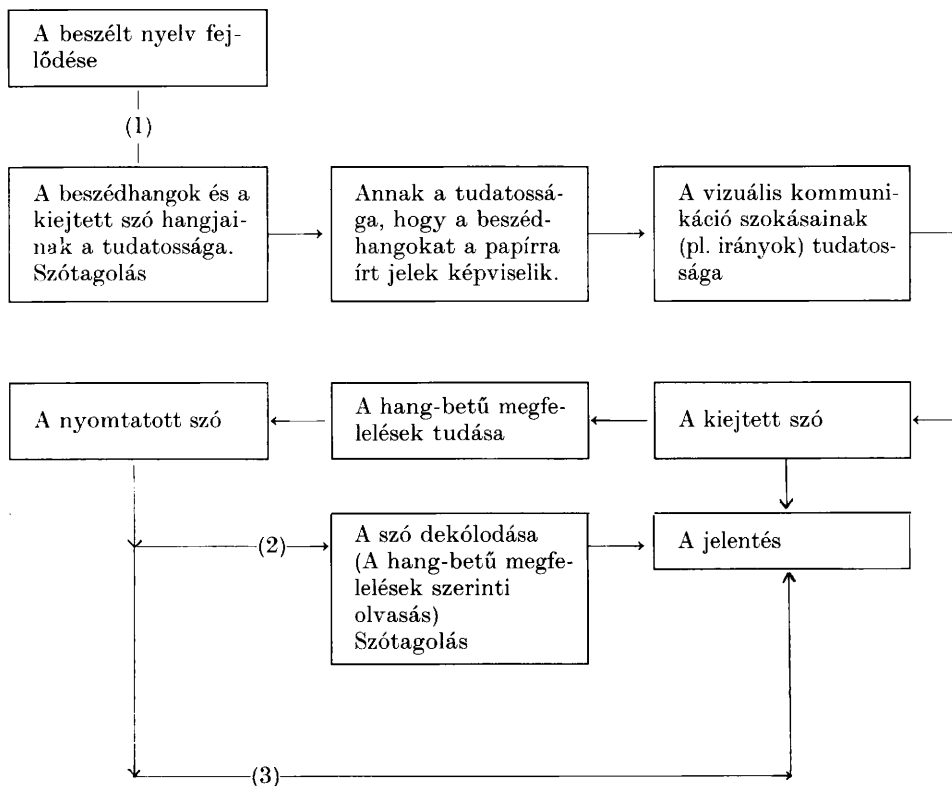 A beszélt nyelv fej-
lődése
(1)
A beszédhangok és a
kiejtett szó hangjai-
nak a tudatossága.
Szótagolás
Annak a tudatossá-
ga, hogy a beszéd-
hangokat a papírra
írt jelek képviselik.
A vizuális kommuni-
káció szokásainak
(pl. irányok) tudatos-
sága
A nyomtatott szó
A hang-betű megfe-
lelések tudása
A kiejtett szó
(2)
A szó dekólodása
(A hang-betű megfe-
lelések szerinti
olvasás)
Szótagolás
A jelentés
(3)